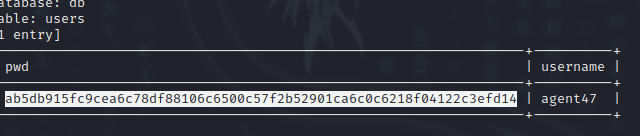 atabase: db
able: users
1 entry]
pwd | username |
ab5db915fc9cea6c78df88106c6500c57f2b52901ca6c0c6218f04122c3efd14 | agent47 |